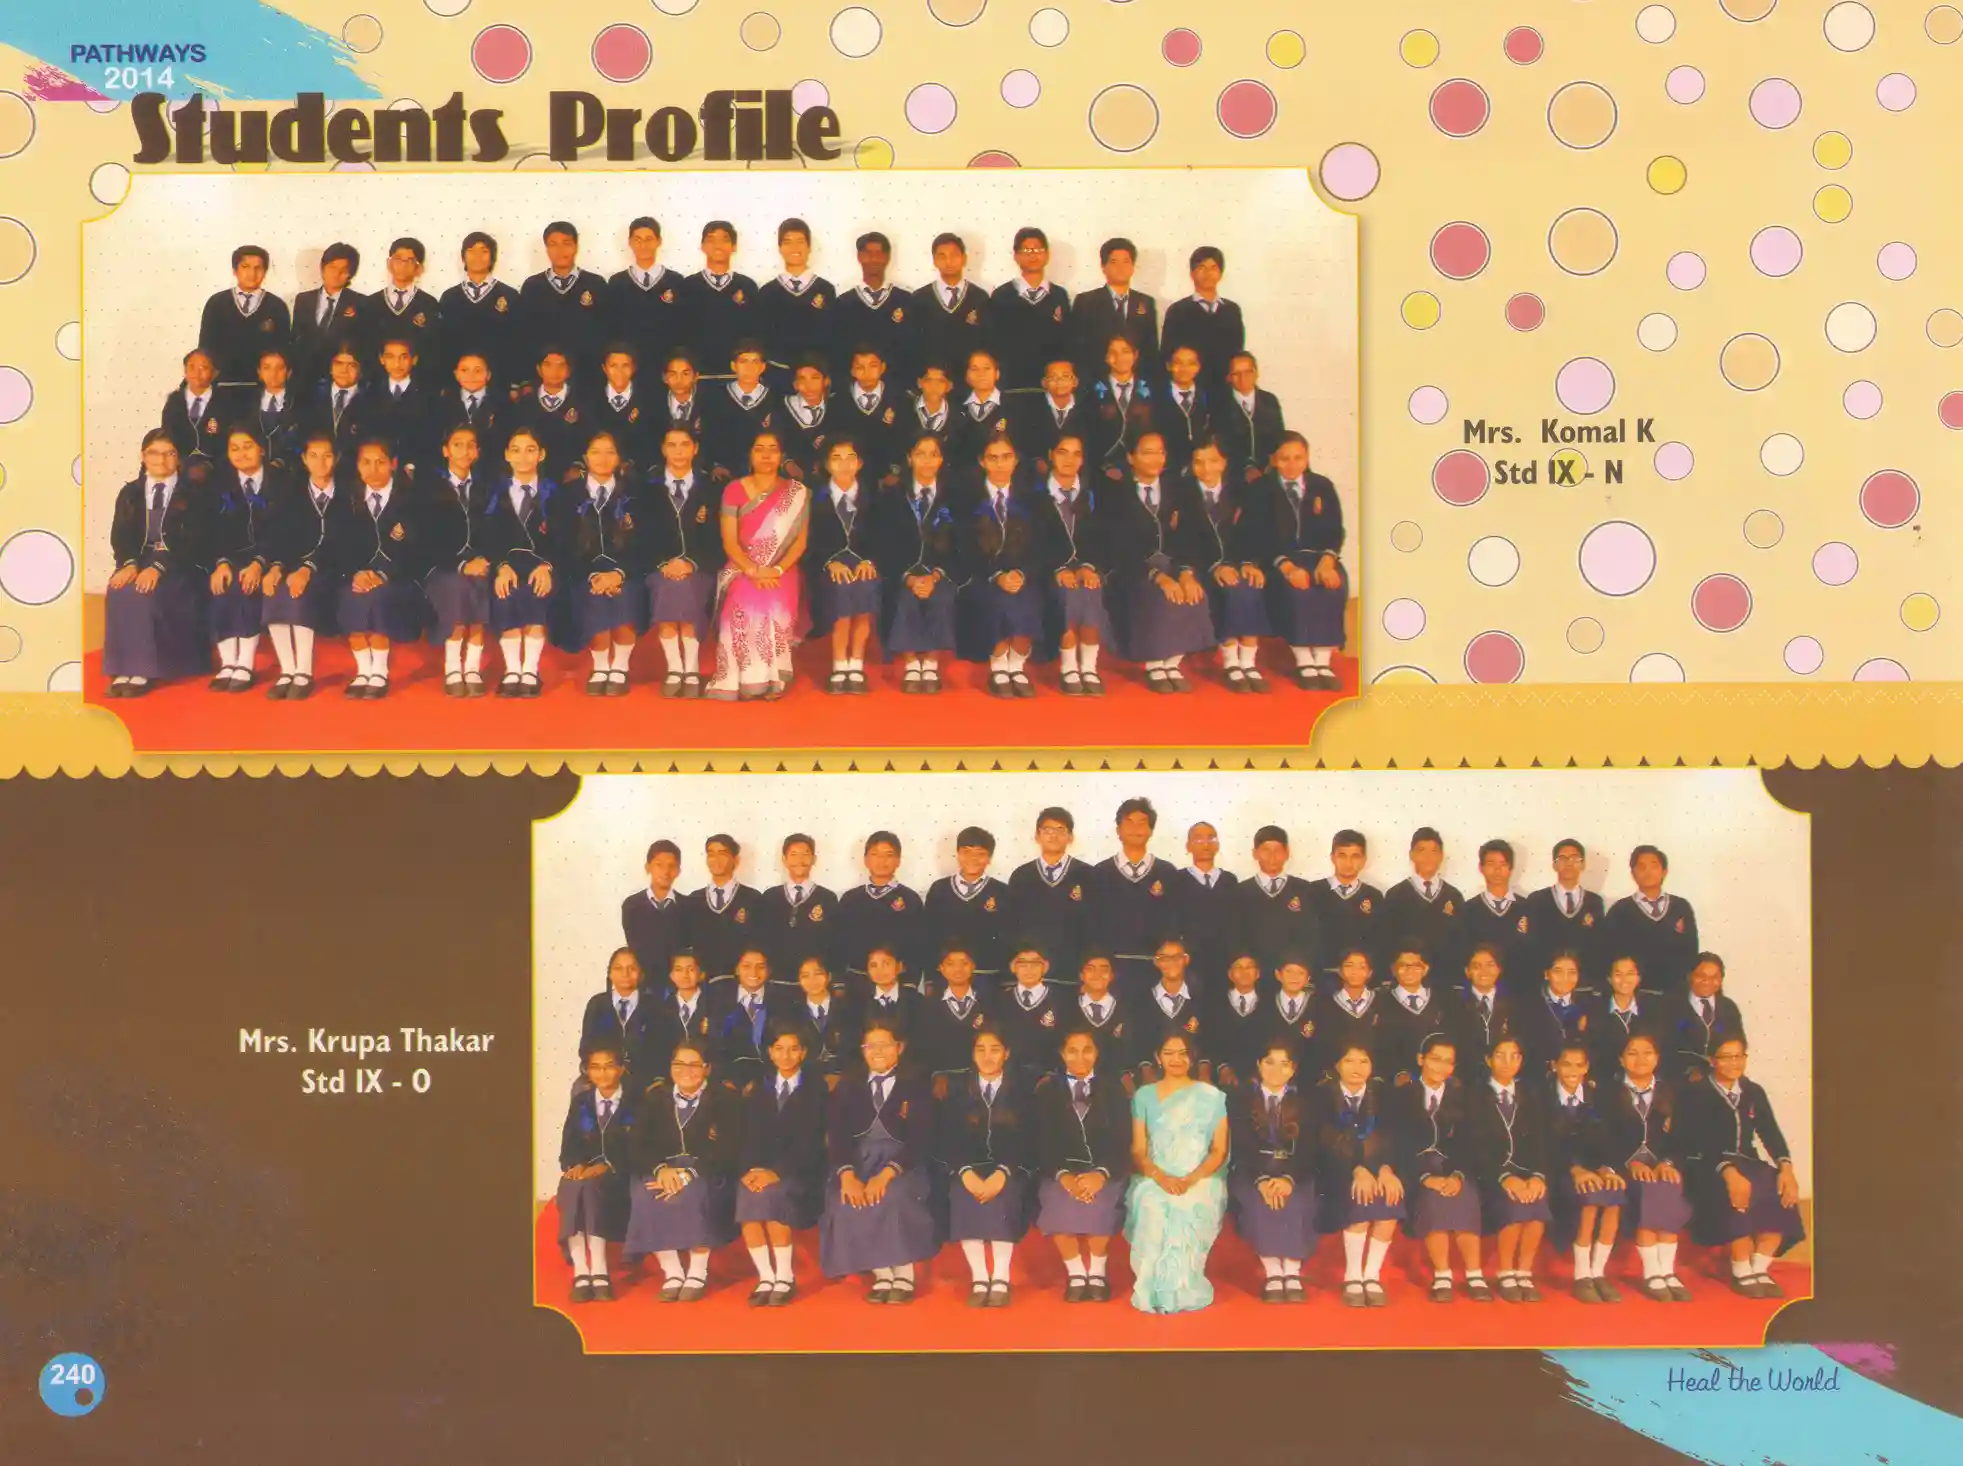 PATHWAYS
2014
Students Profile
Mrs. Komal K
Std IX - N
Mrs. Krupa Thakar
Std IX - O
240
Heal the World